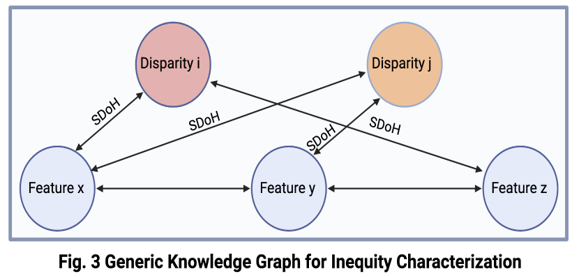 Disparity i
Disparity j
SDoH
SDoH
SDoH
SDoH
Feature x
Feature y
Feature z
Fig. 3 Generic Knowledge Graph for Inequity Characterization